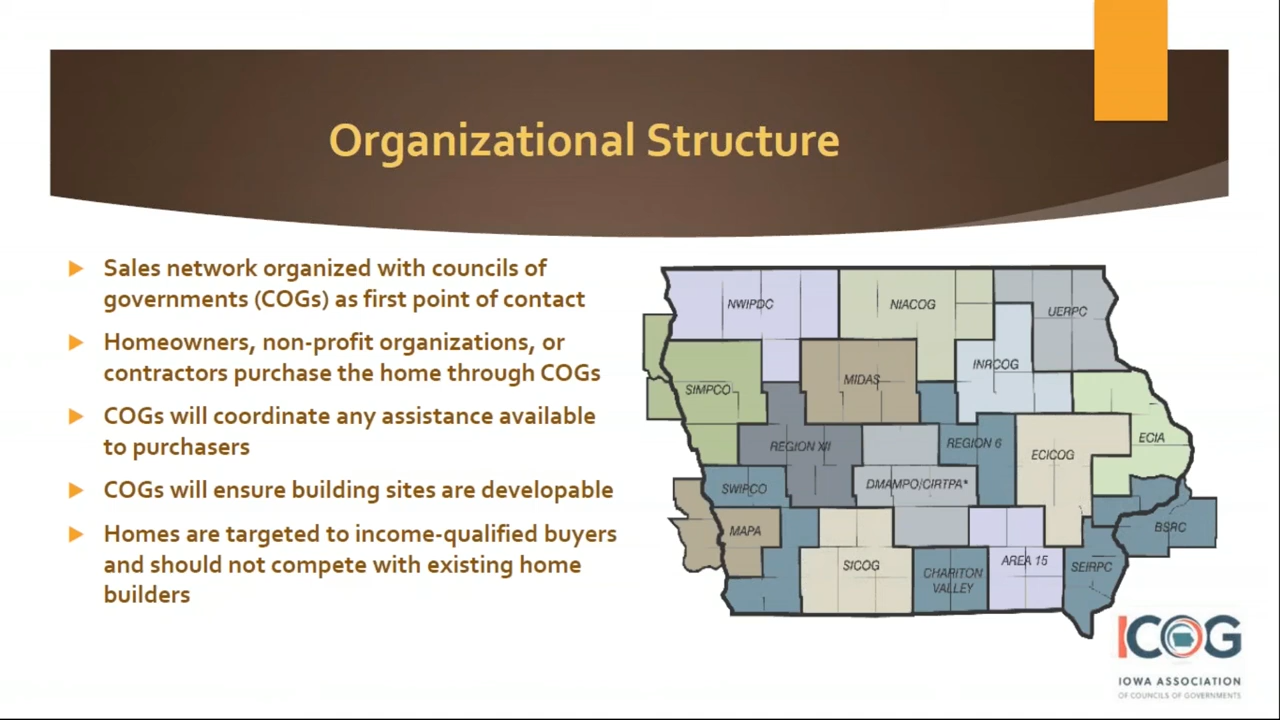 Organizational Structure
Sales network organized with councils of
governments (COGs) as first point of contact
Homeowners, non-profit organizations, or
contractors purchase the home through COGs
COGs will coordinate any assistance available
to purchasers
COGs will ensure building sites are developable
Homes are targeted to income-qualified buyers
and should not compete with existing home
builders
NWIPDC
NIACOG
UERPC
SIMPCO
MIDAS
INRCOG
REGION XII
REGION 6
ECICOG
ECIA
SWIPCO
DMAMPO/CIRTPA*
MAPA
SICOG
CHARITON
VALLEY
AREA 15
SEIRPC
BSRC
ICOG
IOWA ASSOCIATION
OF COUNCILS OF GOVERNMENTS